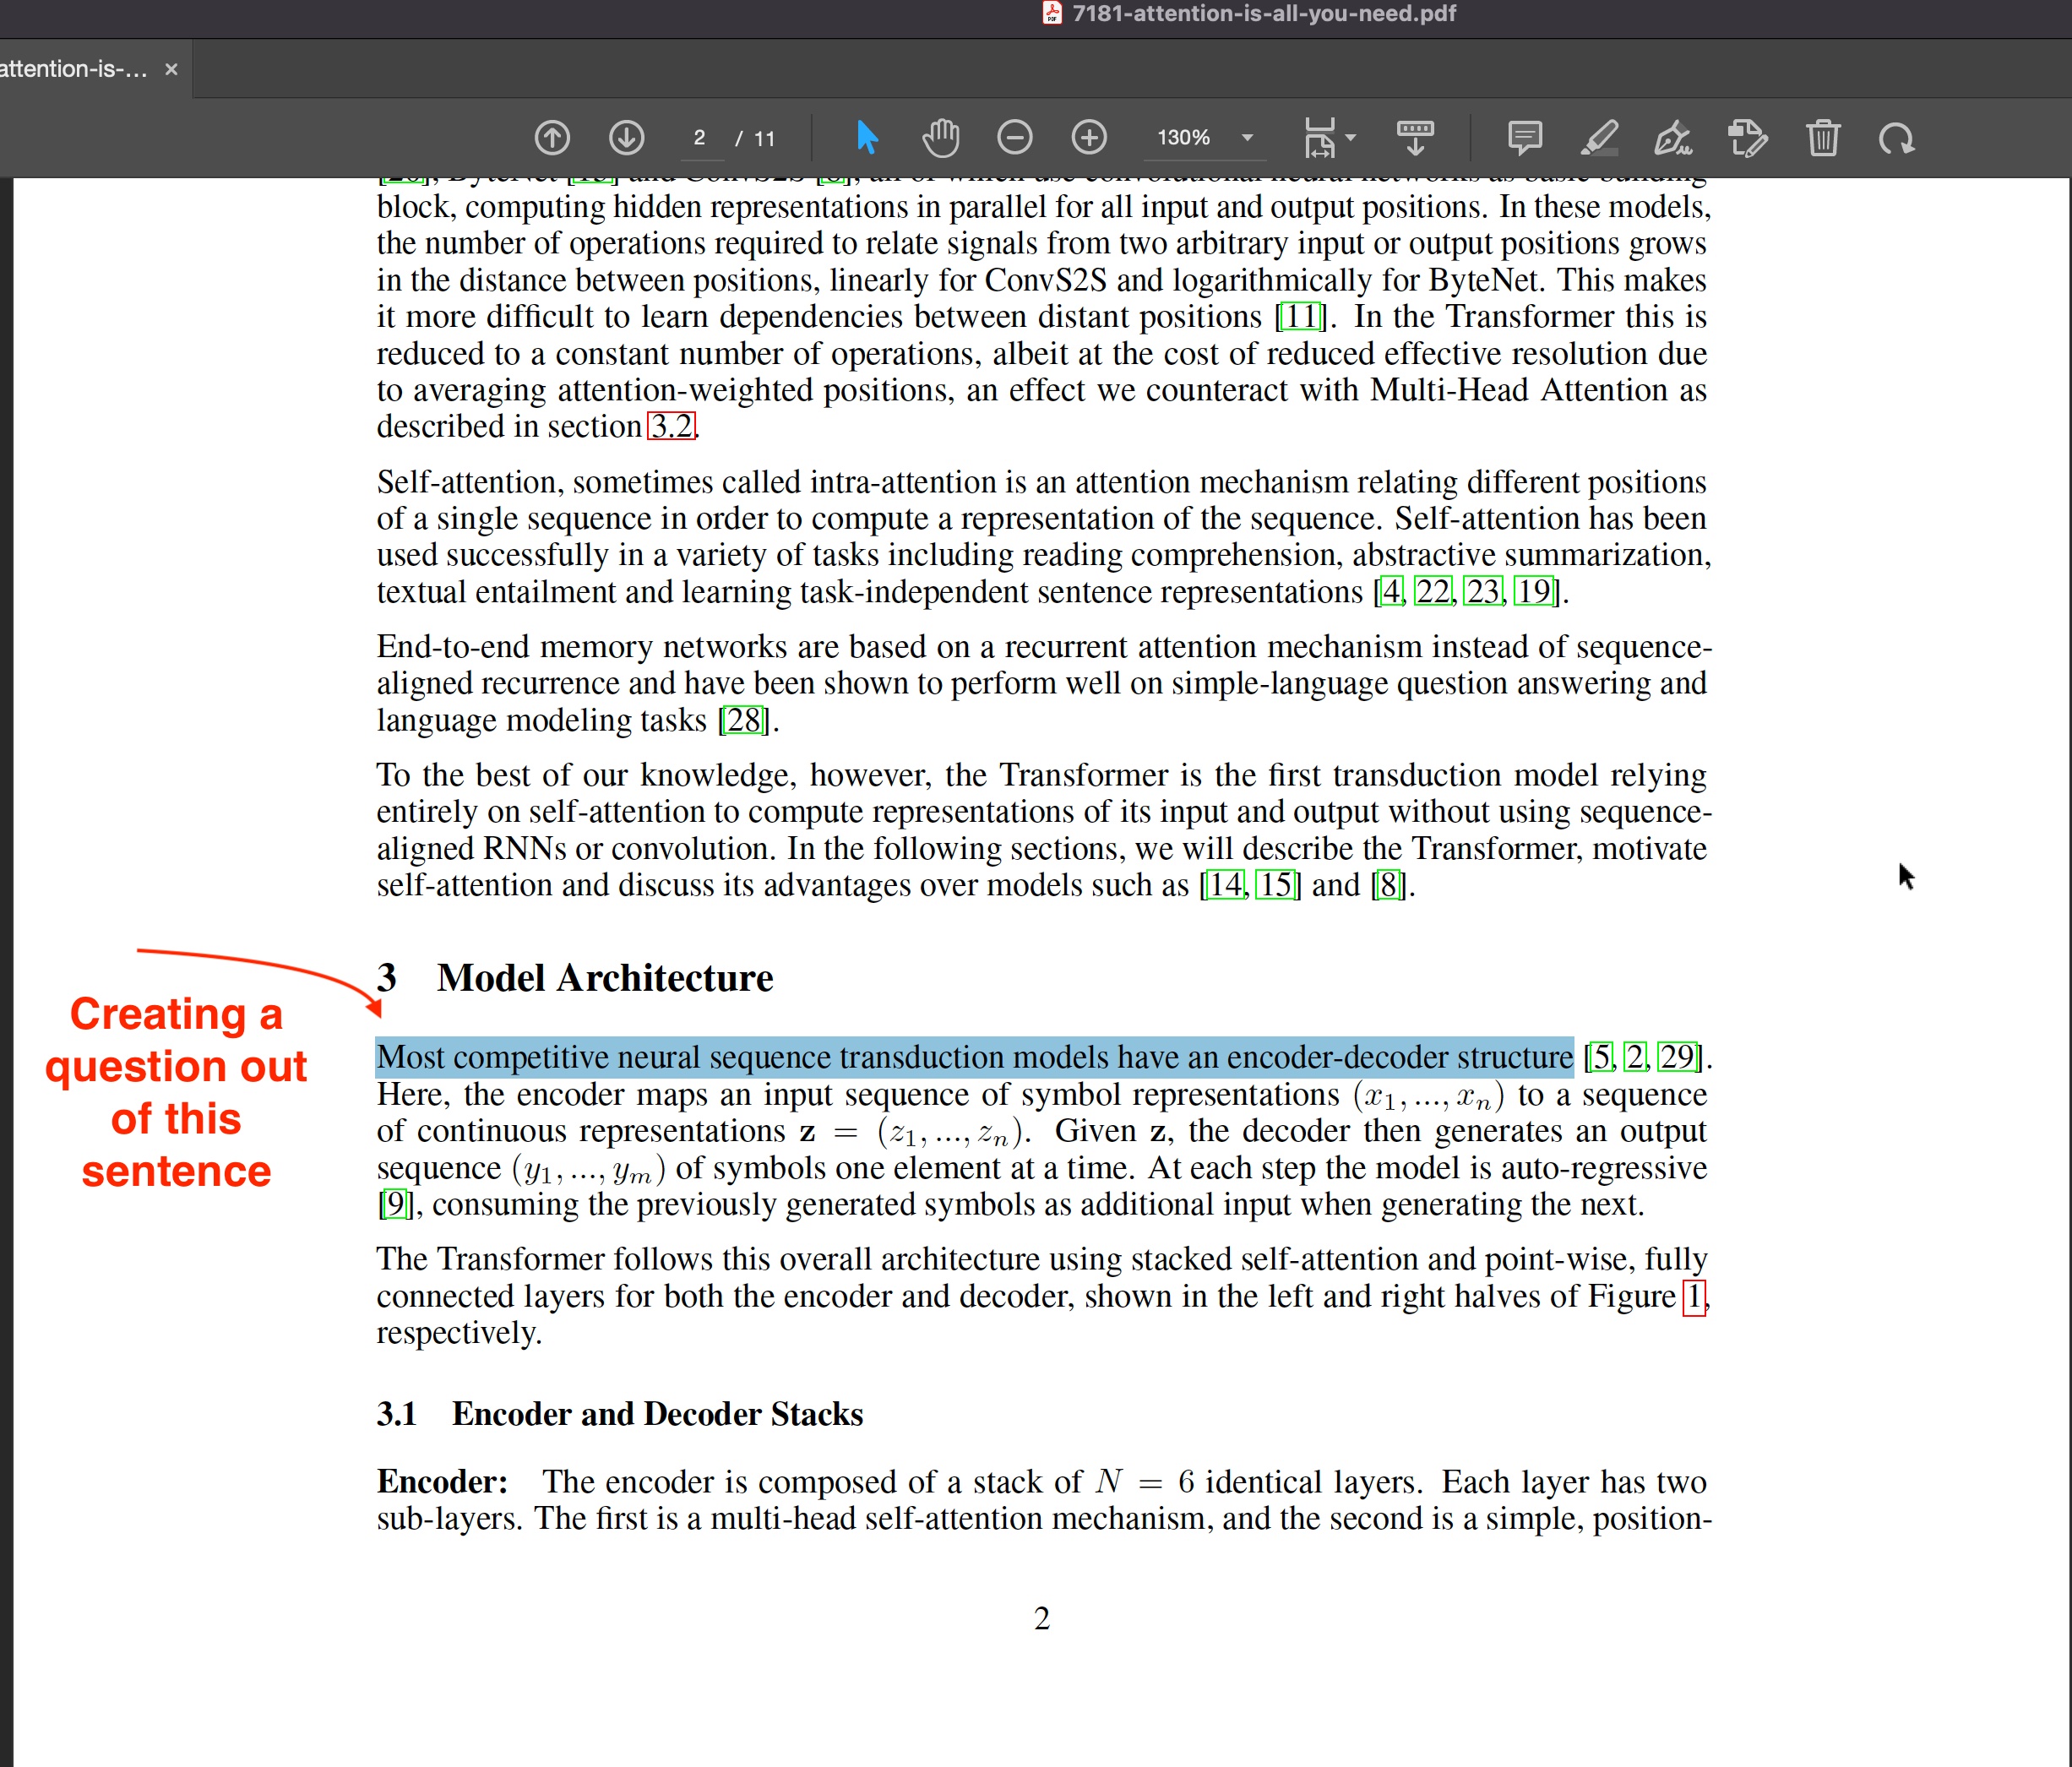 7181-attention-is-all-you-need.pdf
attention-is-... ×
2 / 11
130%
block, computing hidden representations in parallel for all input and output positions. In these models,
the number of operations required to relate signals from two arbitrary input or output positions grows
in the distance between positions, linearly for ConvS2S and logarithmically for ByteNet. This makes
it more difficult to learn dependencies between distant positions [11]. In the Transformer this is
reduced to a constant number of operations, albeit at the cost of reduced effective resolution due
to averaging attention-weighted positions, an effect we counteract with Multi-Head Attention as
described in section 3.2.
Self-attention, sometimes called intra-attention is an attention mechanism relating different positions
of a single sequence in order to compute a representation of the sequence. Self-attention has been
used successfully in a variety of tasks including reading comprehension, abstractive summarization,
textual entailment and learning task-independent sentence representations [4, 22, 23, 19].
End-to-end memory networks are based on a recurrent attention mechanism instead of sequence-
aligned recurrence and have been shown to perform well on simple-language question answering and
language modeling tasks [28].
To the best of our knowledge, however, the Transformer is the first transduction model relying
entirely on self-attention to compute representations of its input and output without using sequence-
aligned RNNs or convolution. In the following sections, we will describe the Transformer, motivate
self-attention and discuss its advantages over models such as [14, 15] and [8].
3 Model Architecture
Creating a
question out
of this
sentence
Most competitive neural sequence transduction models have an encoder-decoder structure [5, 2, 29].
Here, the encoder maps an input sequence of symbol representations (x1, ..., xn) to a sequence
of continuous representations z = (z1, ..., zn). Given z, the decoder then generates an output
sequence (y1, ..., ym) of symbols one element at a time. At each step the model is auto-regressive
[9], consuming the previously generated symbols as additional input when generating the next.
The Transformer follows this overall architecture using stacked self-attention and point-wise, fully
connected layers for both the encoder and decoder, shown in the left and right halves of Figure 1,
respectively.
3.1 Encoder and Decoder Stacks
Encoder: The encoder is composed of a stack of N = 6 identical layers. Each layer has two
sub-layers. The first is a multi-head self-attention mechanism, and the second is a simple, position-
2